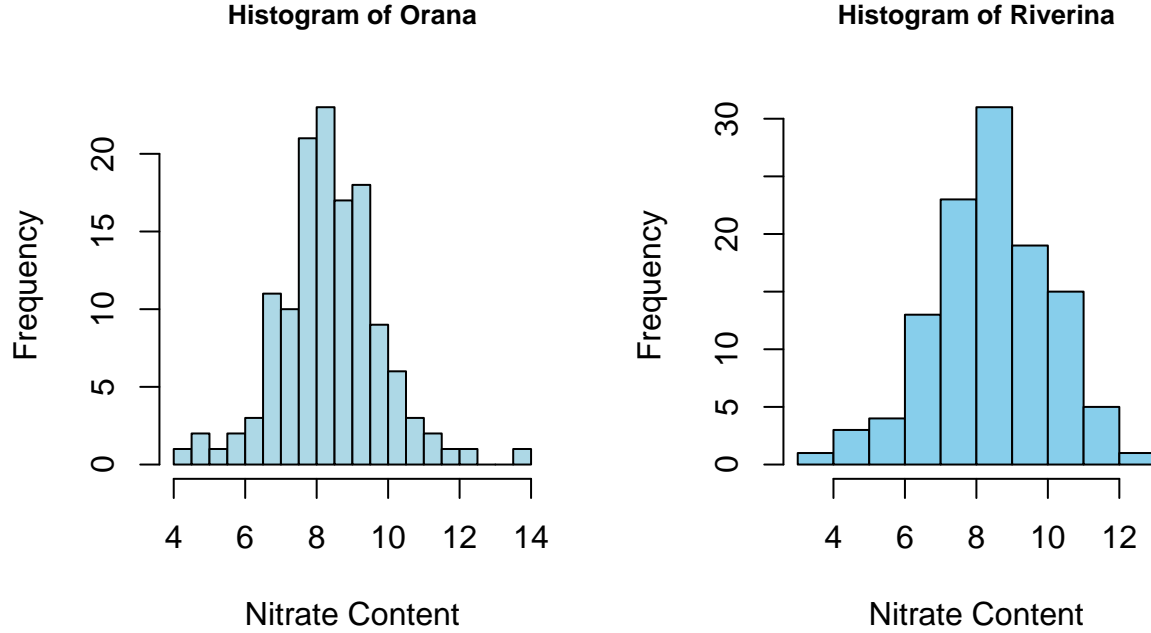 Histogram of Orana
Frequency
0
5
10
15
20
4 6 8 10 12 14
Nitrate Content
Histogram of Riverina
Frequency
0
5
10
20
30
4 6 8 10 12
Nitrate Content